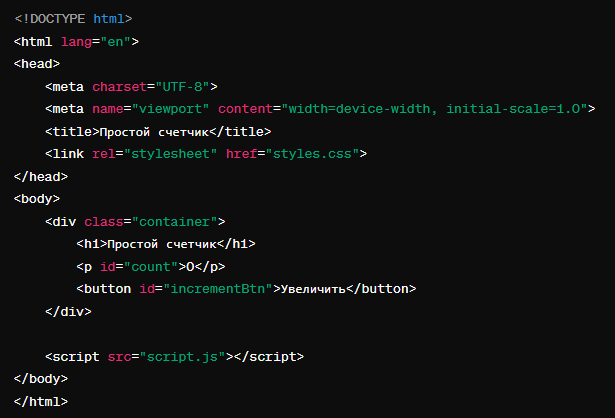 <!DOCTYPE html>
<html lang="en">
<head>
    <meta charset="UTF-8">
    <meta name="viewport" content="width=device-width, initial-scale=1.0">
    <title>Простой счетчик</title>
    <link rel="stylesheet" href="styles.css">
</head>
<body>
    <div class="container">
        <h1>Простой счетчик</h1>
        <p id="count">0</p>
        <button id="incrementBtn">Увеличить</button>
    </div>

    <script src="script.js"></script>
</body>
</html>